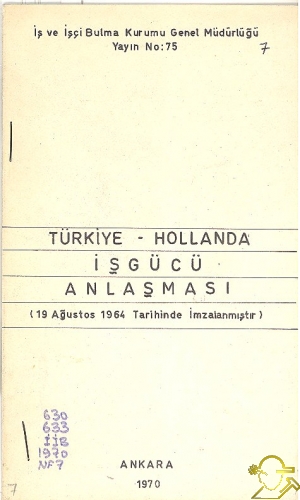 İş ve İşçi Bulma Kurumu Genel Müdürlüğü
Yayın No:75
7
TÜRKİYE - HOLLANDA
İŞGÜCÜ
ANLAŞMASI
(19 Ağustos 1964 Tarihinde İmzalanmıştır)
630
633
İİB
1970
NF7
ANKARA
1970
7